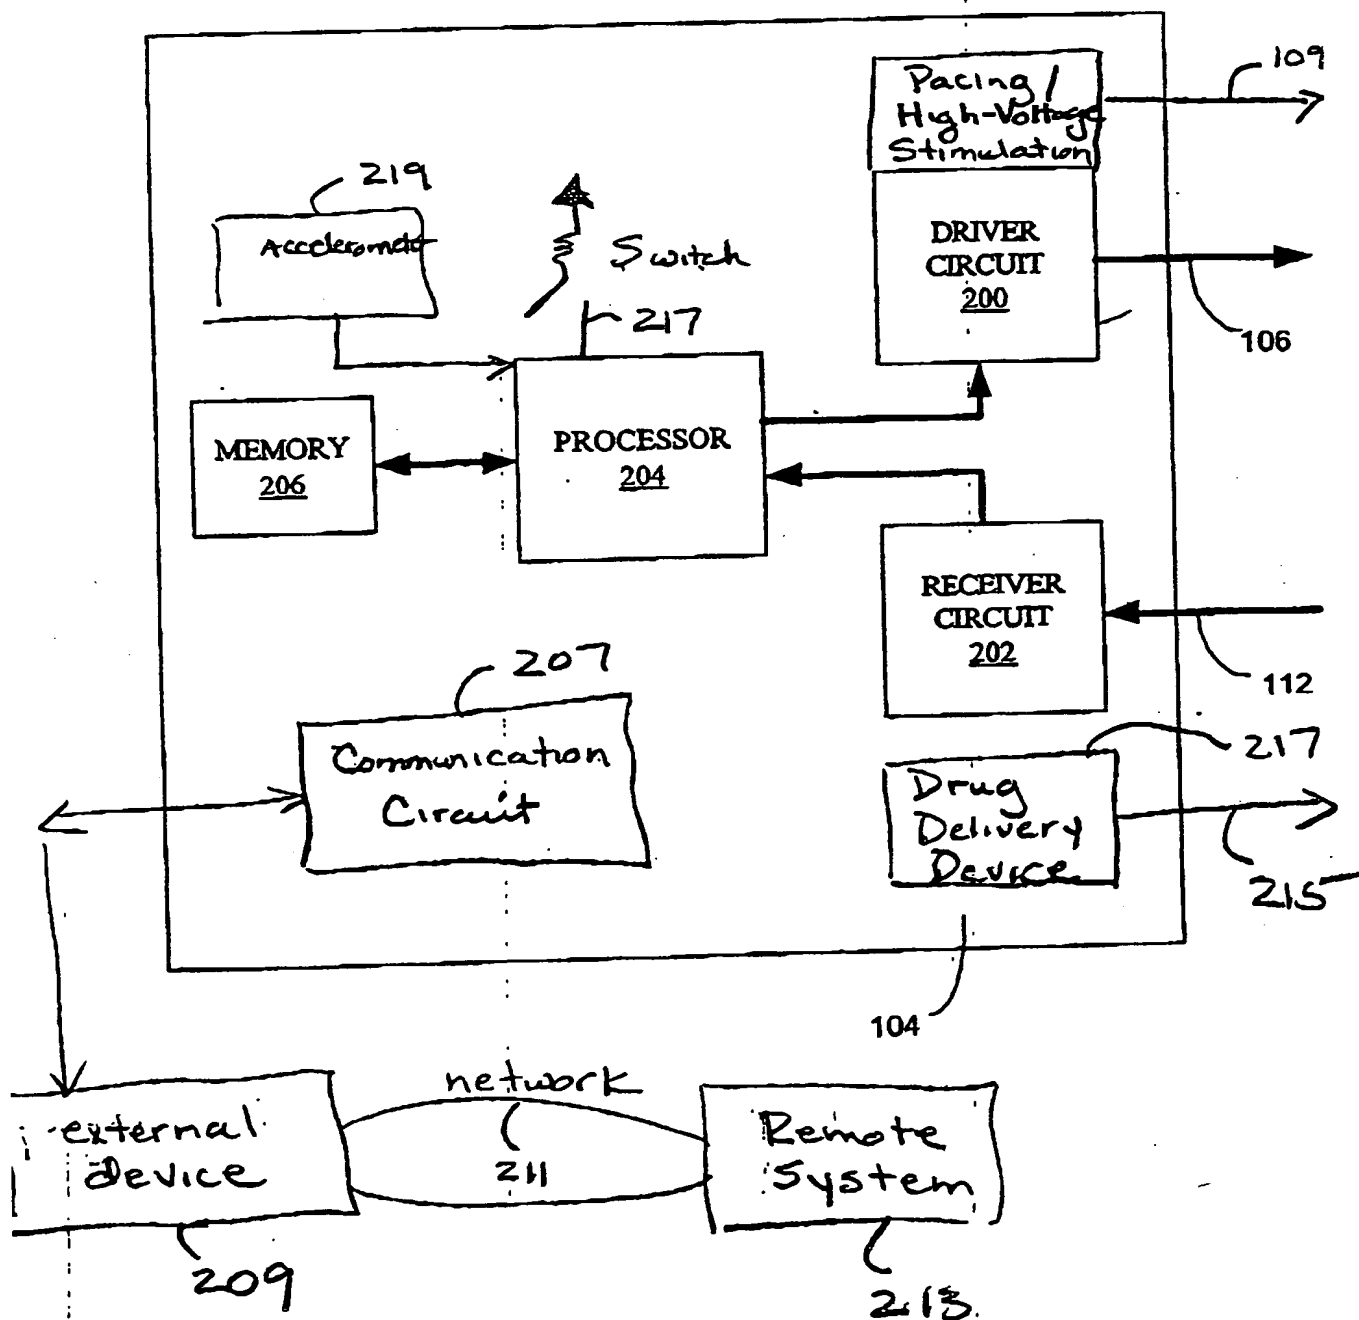 Pacing /
High-Voltage
Stimulation
109
219
Accelerometer
Switch
217
DRIVER
CIRCUIT
200
106
MEMORY
206
PROCESSOR
204
RECEIVER
CIRCUIT
202
112
207
Communication
Circuit
217
Drug
Delivery
Device
215
104
network
211
external
device
209
Remote
System
213